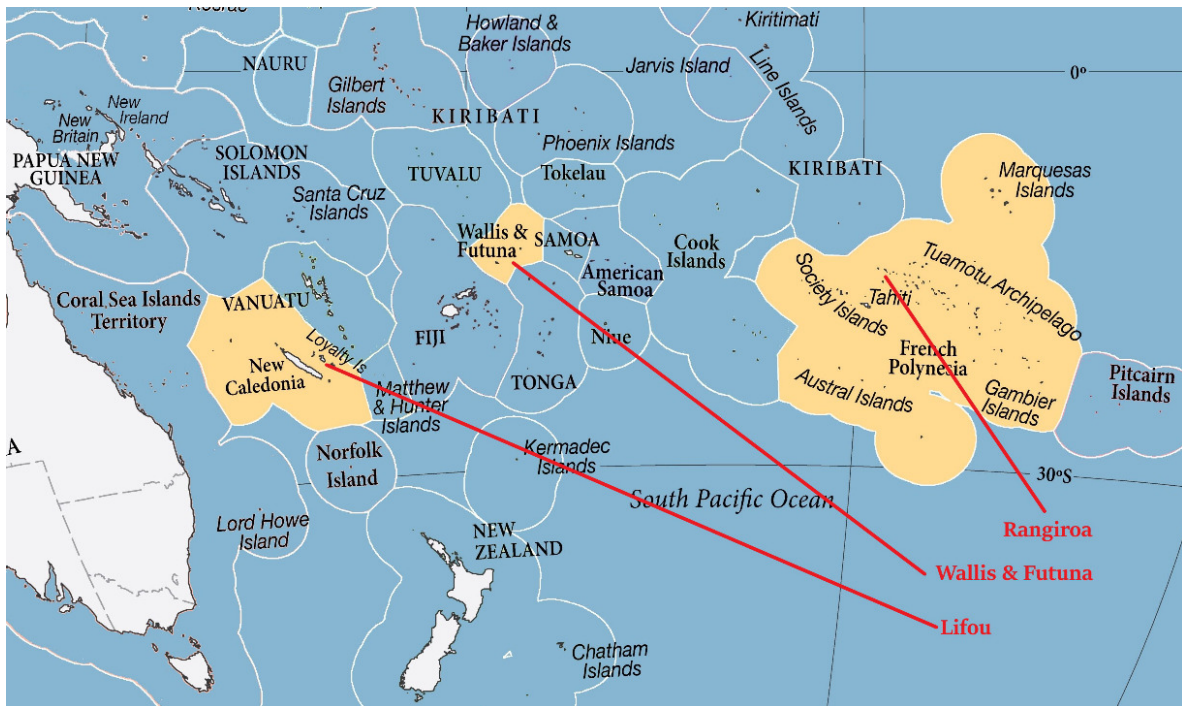 Kosrae
Howland &
Baker Islands
Kiritimati
NAURU
Jarvis Island
Line Islands
0º
Gilbert
Islands
New
Ireland
New
Britain
KIRIBATI
Phoenix Islands
PAPUA NEW
GUINEA
SOLOMON
ISLANDS
TUVALU
Tokelau
KIRIBATI
Marquesas
Islands
Santa Cruz
Islands
Wallis &
Futuna
SAMOA
Cook
Islands
American
Samoa
Society Islands
Tahiti
Tuamotu Archipelago
Coral Sea Islands
Territory
VANUATU
FIJI
Niue
Loyalty Is
New
Caledonia
French
Polynesia
TONGA
Matthew
& Hunter
Islands
Austral Islands
Gambier
Islands
Pitcairn
Islands
A
Norfolk
Island
Kermadec
Islands
30ºS
South Pacific Ocean
Lord Howe
Island
NEW
ZEALAND
Rangiroa
Wallis & Futuna
Lifou
Chatham
Islands